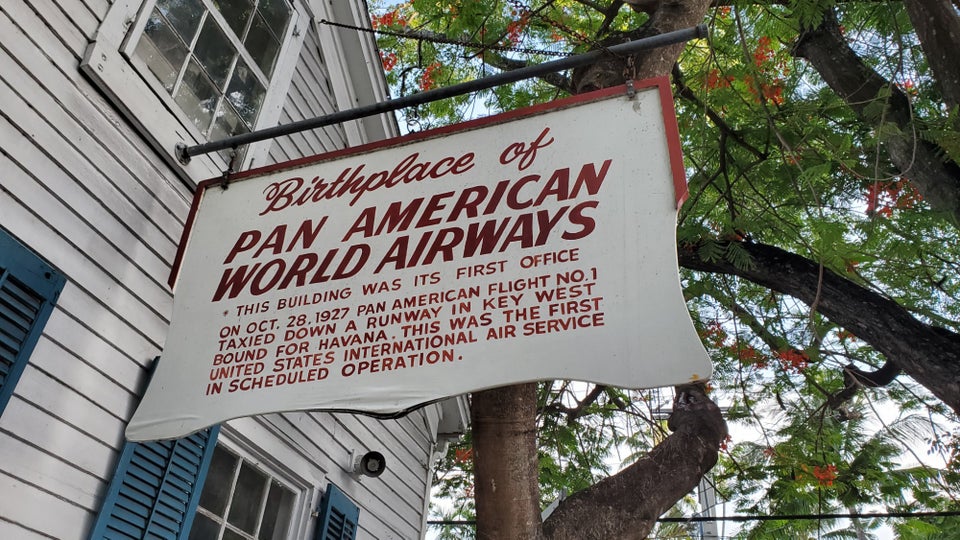 Birthplace of
PAN AMERICAN
WORLD AIRWAYS
THIS BUILDING WAS ITS FIRST OFFICE
ON OCT. 28, 1927 PAN AMERICAN FLIGHT NO. 1
TAXIED DOWN A RUNWAY IN KEY WEST
BOUND FOR HAVANA. THIS WAS THE FIRST
UNITED STATES INTERNATIONAL AIR SERVICE
IN SCHEDULED OPERATION.